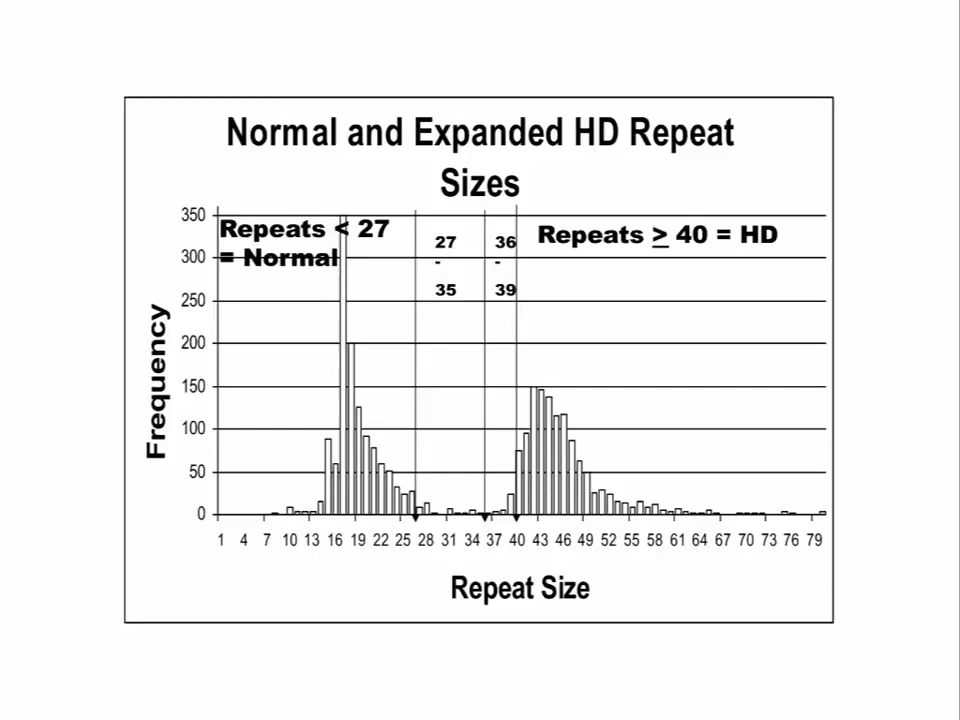 Normal and Expanded HD Repeat
Sizes
Repeats < 27
= Normal
27
-
35
36
-
39
Repeats ≥ 40 = HD
350
300
250
200
150
100
50
0
Frequency
1 4 7 10 13 16 19 22 25 28 31 34 37 40 43 46 49 52 55 58 61 64 67 70 73 76 79
Repeat Size